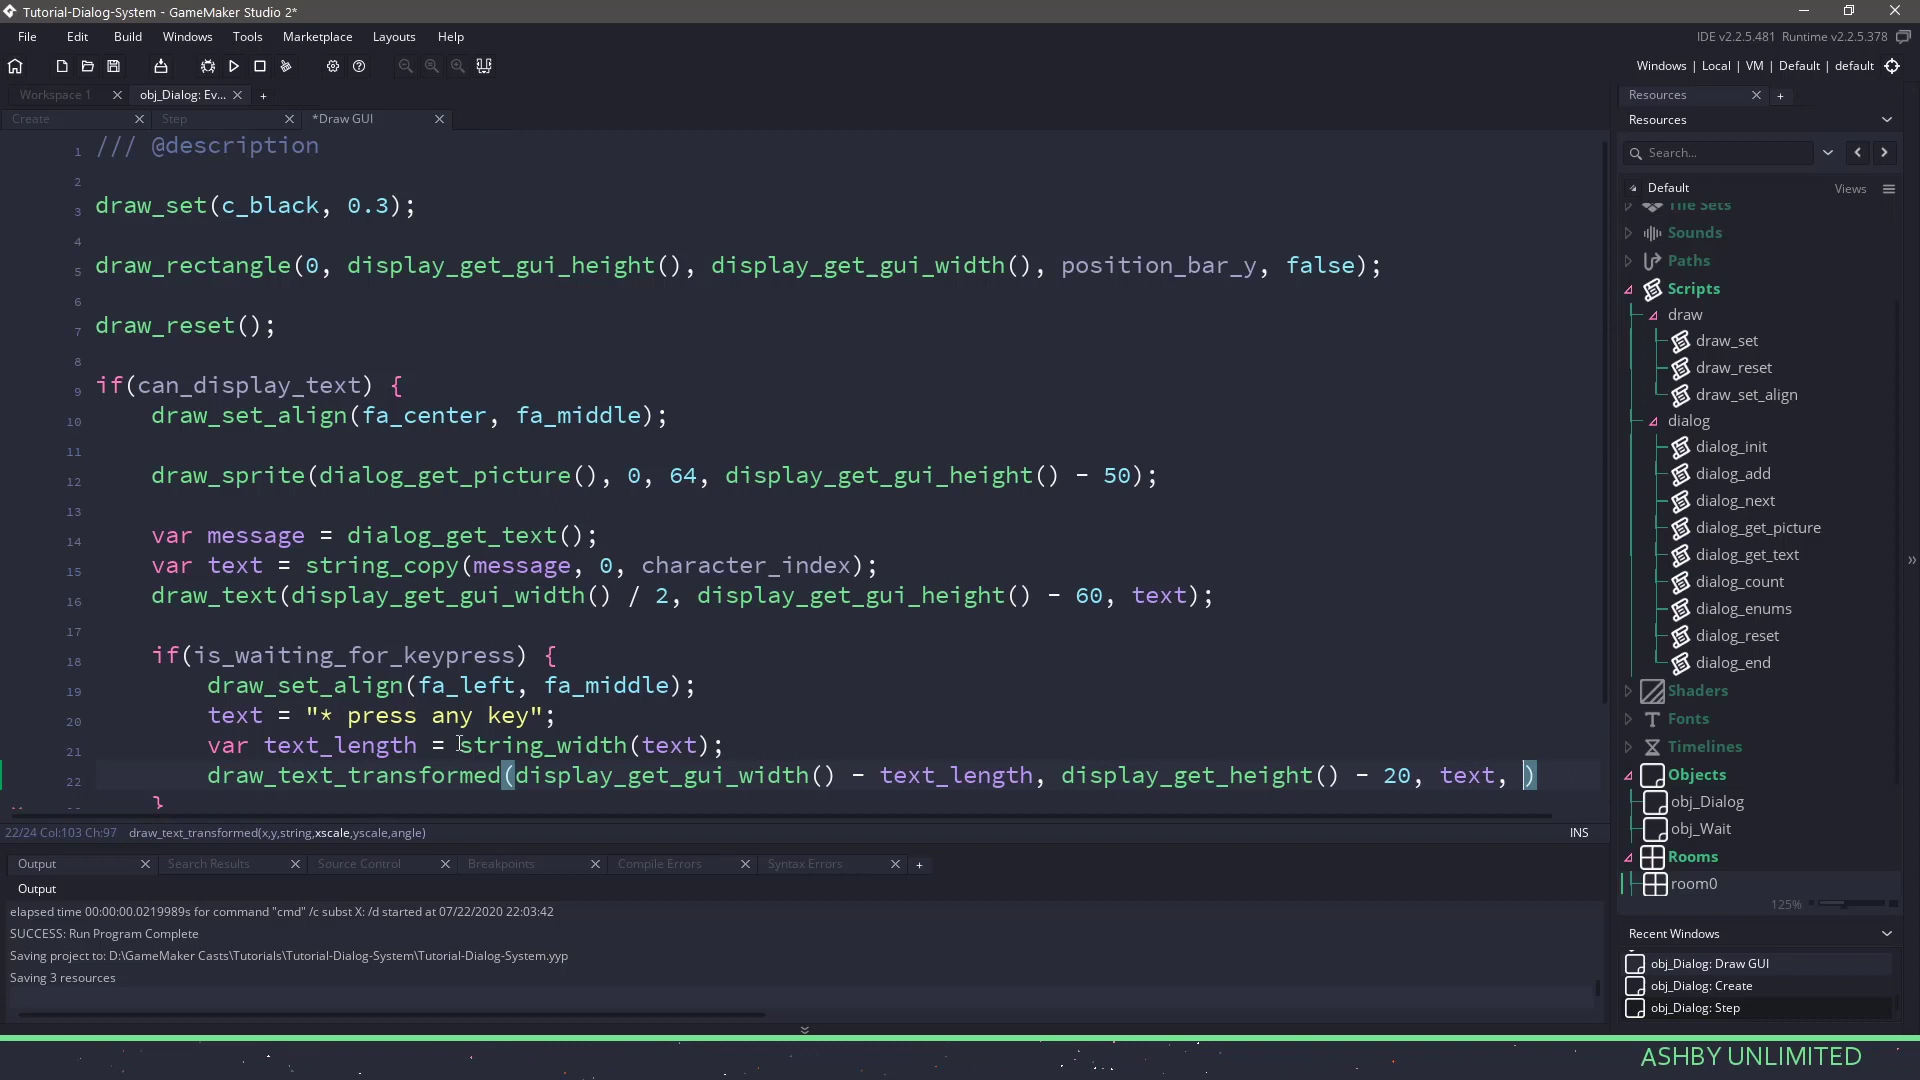 Tutorial-Dialog-System - GameMaker Studio 2*
File Edit Build Windows Tools Marketplace Layouts Help
IDE v2.2.5.481 Runtime v2.2.5.378
Windows | Local | VM | Default | default
Workspace 1 obj_Dialog: Ev... +
Create Step *Draw GUI
1 /// @description
2
3 draw_set(c_black, 0.3);
4
5 draw_rectangle(0, display_get_gui_height(), display_get_gui_width(), position_bar_y, false);
6
7 draw_reset();
8
9 if(can_display_text) {
10 draw_set_align(fa_center, fa_middle);
11
12 draw_sprite(dialog_get_picture(), 0, 64, display_get_gui_height() - 50);
13
14 var message = dialog_get_text();
15 var text = string_copy(message, 0, character_index);
16 draw_text(display_get_gui_width() / 2, display_get_gui_height() - 60, text);
17
18 if(is_waiting_for_keypress) {
19 draw_set_align(fa_left, fa_middle);
20 text = "* press any key";
21 var text_length = string_width(text);
22 draw_text_transformed(display_get_gui_width() - text_length, display_get_height() - 20, text, )
}
22/24 Col:103 Ch:97 draw_text_transformed(x,y,string,xscale,yscale,angle)
INS
Output Search Results Source Control Breakpoints Compile Errors Syntax Errors +
Output
elapsed time 00:00:00.0219989s for command "cmd" /c subst X: /d started at 07/22/2020 22:03:42
SUCCESS: Run Program Complete
Saving project to: D:\GameMaker Casts\Tutorials\Tutorial-Dialog-System\Tutorial-Dialog-System.yyp
Saving 3 resources
Resources +
Resources
Search...
Default Views
Tile Sets
Sounds
Paths
Scripts
draw
draw_set
draw_reset
draw_set_align
dialog
dialog_init
dialog_add
dialog_next
dialog_get_picture
dialog_get_text
dialog_count
dialog_enums
dialog_reset
dialog_end
Shaders
Fonts
Timelines
Objects
obj_Dialog
obj_Wait
Rooms
room0
125%
Recent Windows
obj_Dialog: Draw GUI
obj_Dialog: Create
obj_Dialog: Step
ASHBY UNLIMITED